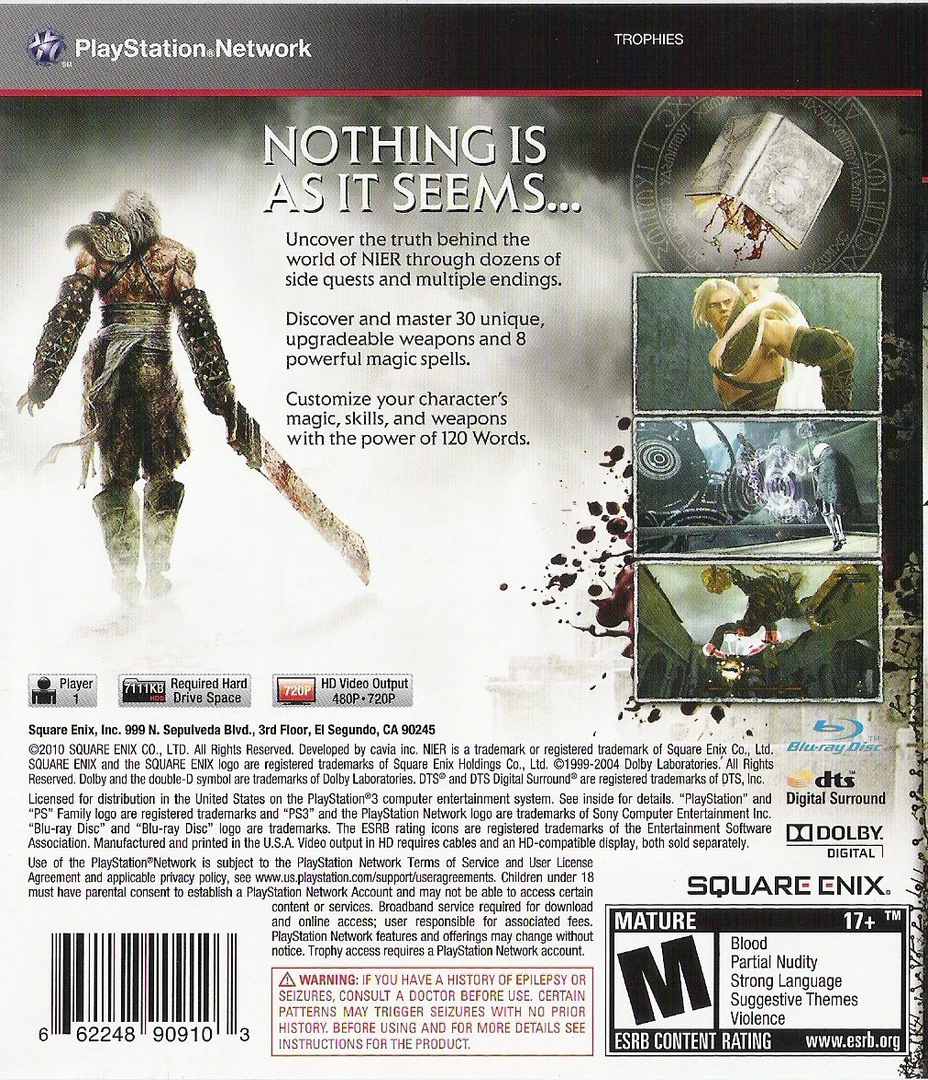 PlayStation®Network
SM
TROPHIES
NOTHING IS
AS IT SEEMS...
Uncover the truth behind the
world of NIER through dozens of
side quests and multiple endings.
Discover and master 30 unique,
upgradeable weapons and 8
powerful magic spells.
Customize your character's
magic, skills, and weapons
with the power of 120 Words.
Player
1
7111KB
HDD
Required Hard
Drive Space
720P
HD Video Output
480P • 720P
Square Enix, Inc. 999 N. Sepulveda Blvd., 3rd Floor, El Segundo, CA 90245
©2010 SQUARE ENIX CO., LTD. All Rights Reserved. Developed by cavia inc. NIER is a trademark or registered trademark of Square Enix Co., Ltd.
SQUARE ENIX and the SQUARE ENIX logo are registered trademarks of Square Enix Holdings Co., Ltd. ©1999-2004 Dolby Laboratories. All Rights
Reserved. Dolby and the double-D symbol are trademarks of Dolby Laboratories. DTS® and DTS Digital Surround® are registered trademarks of DTS, Inc.
Licensed for distribution in the United States on the PlayStation®3 computer entertainment system. See inside for details. “PlayStation” and
“PS” Family logo are registered trademarks and “PS3” and the PlayStation Network logo are trademarks of Sony Computer Entertainment Inc.
“Blu-ray Disc” and “Blu-ray Disc” logo are trademarks. The ESRB rating icons are registered trademarks of the Entertainment Software
Association. Manufactured and printed in the U.S.A. Video output in HD requires cables and an HD-compatible display, both sold separately.
Use of the PlayStation®Network is subject to the PlayStation Network Terms of Service and User License
Agreement and applicable privacy policy, see www.us.playstation.com/support/useragreements. Children under 18
must have parental consent to establish a PlayStation Network Account and may not be able to access certain
content or services. Broadband service required for download
and online access; user responsible for associated fees.
PlayStation Network features and offerings may change without
notice. Trophy access requires a PlayStation Network account.
⚠ WARNING: IF YOU HAVE A HISTORY OF EPILEPSY OR
SEIZURES, CONSULT A DOCTOR BEFORE USE. CERTAIN
PATTERNS MAY TRIGGER SEIZURES WITH NO PRIOR
HISTORY. BEFORE USING AND FOR MORE DETAILS SEE
INSTRUCTIONS FOR THE PRODUCT.
6 62248 90910 3
Blu-ray Disc™
dts™
Digital Surround
DOLBY
DIGITAL
SQUARE ENIX®
MATURE 17+ ™
M
Blood
Partial Nudity
Strong Language
Suggestive Themes
Violence
ESRB CONTENT RATING www.esrb.org